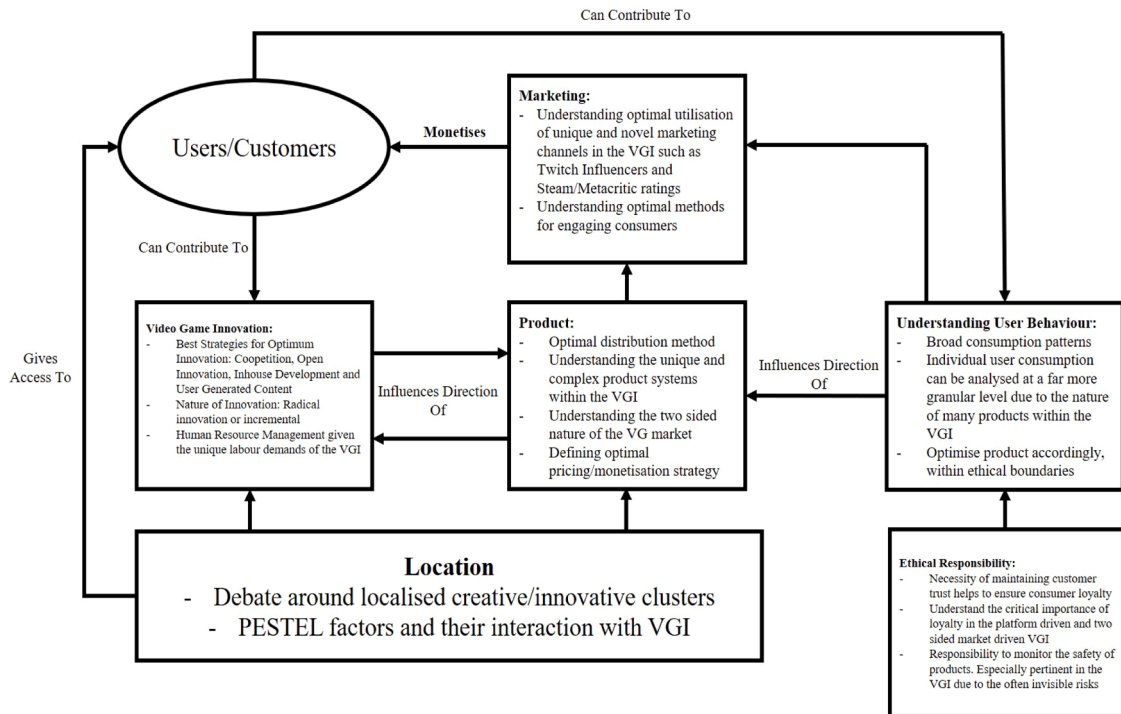 Can Contribute To
Users/Customers
Monetises
Marketing:
- Understanding optimal utilisation
of unique and novel marketing
channels in the VGI such as
Twitch Influencers and
Steam/Metacritic ratings
- Understanding optimal methods
for engaging consumers
Can Contribute To
Video Game Innovation:
- Best Strategies for Optimum
Innovation: Coopetition, Open
Innovation, Inhouse Development and
User Generated Content
- Nature of Innovation: Radical
innovation or incremental
- Human Resource Management given
the unique labour demands of the VGI
Influences Direction
Of
Product:
- Optimal distribution method
- Understanding the unique and
complex product systems
within the VGI
- Understanding the two sided
nature of the VG market
- Defining optimal
pricing/monetisation strategy
Influences Direction
Of
Understanding User Behaviour:
- Broad consumption patterns
- Individual user consumption
can be analysed at a far more
granular level due to the nature
of many products within the
VGI
- Optimise product accordingly,
within ethical boundaries
Gives
Access To
Location
- Debate around localised creative/innovative clusters
- PESTEL factors and their interaction with VGI
Ethical Responsibility:
- Necessity of maintaining customer
trust helps to ensure consumer loyalty
- Understand the critical importance of
loyalty in the platform driven and two
sided market driven VGI
- Responsibility to monitor the safety of
products. Especially pertinent in the
VGI due to the often invisible risks